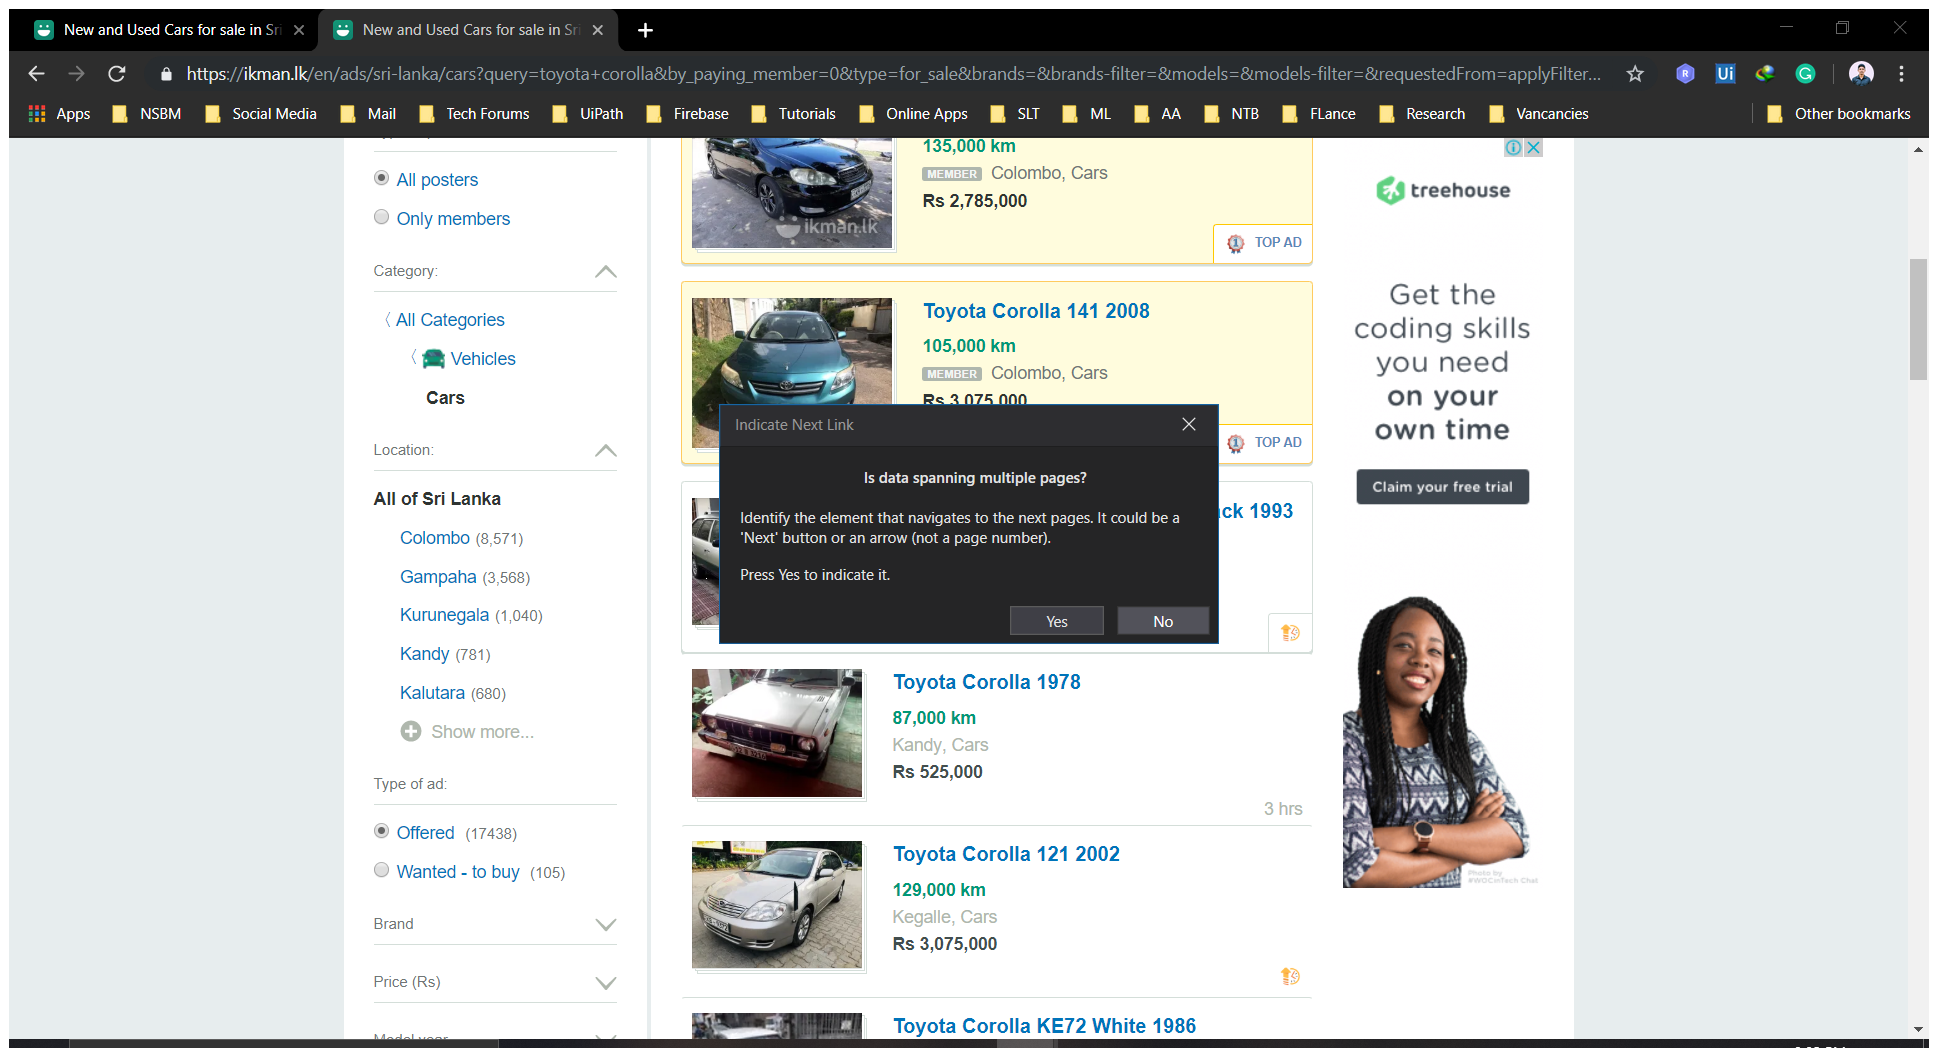 New and Used Cars for sale in Sri
New and Used Cars for sale in Sri
https://ikman.lk/en/ads/sri-lanka/cars?query=toyota+corolla&by_paying_member=0&type=for_sale&brands=&brands-filter=&models=&models-filter=&requestedFrom=applyFilter...
R
Ui
G
Apps
NSBM
Social Media
Mail
Tech Forums
UiPath
Firebase
Tutorials
Online Apps
SLT
ML
AA
NTB
FLance
Research
Vancancies
Other bookmarks
All posters
Only members
Category:
All Categories
Vehicles
Cars
Location:
All of Sri Lanka
Colombo (8,571)
Gampaha (3,568)
Kurunegala (1,040)
Kandy (781)
Kalutara (680)
Show more...
Type of ad:
Offered (17438)
Wanted - to buy (105)
Brand
Price (Rs)
Model year
135,000 km
MEMBER Colombo, Cars
Rs 2,785,000
ikman.lk
1 TOP AD
Toyota Corolla 141 2008
105,000 km
MEMBER Colombo, Cars
Rs 3,075,000
1 TOP AD
Indicate Next Link
Is data spanning multiple pages?
Identify the element that navigates to the next pages. It could be a
'Next' button or an arrow (not a page number).
Press Yes to indicate it.
Yes
No
ck 1993
Toyota Corolla 1978
87,000 km
Kandy, Cars
Rs 525,000
3 hrs
Toyota Corolla 121 2002
129,000 km
Kegalle, Cars
Rs 3,075,000
Toyota Corolla KE72 White 1986
treehouse
Get the
coding skills
you need
on your
own time
Claim your free trial
Photo by
#WOCinTech Chat